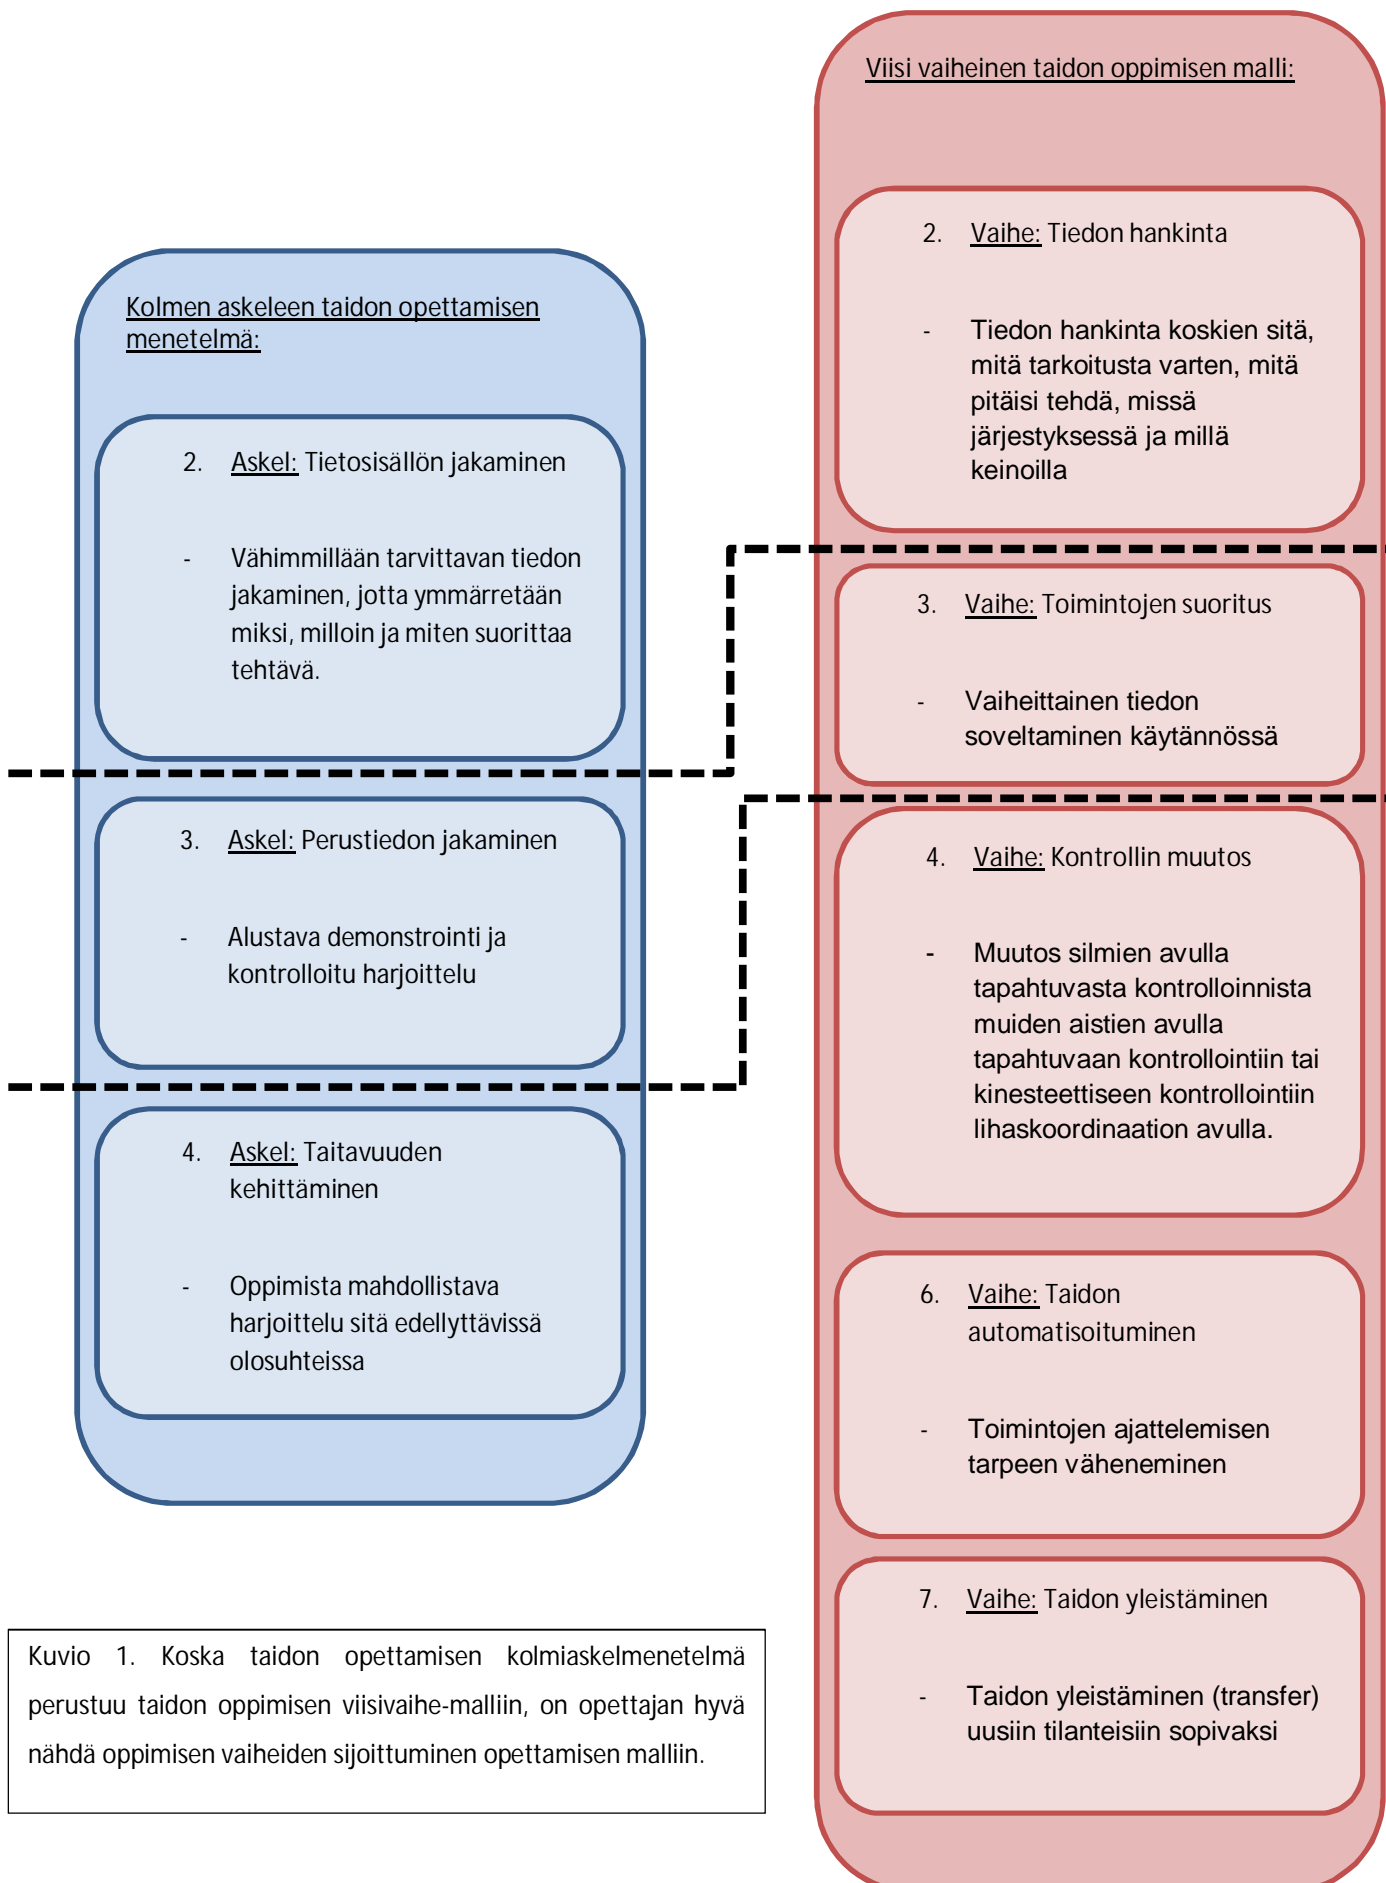 Kolmen askeleen taidon opettamisen
menetelmä:
2. Askel: Tietosisällön jakaminen
- Vähimmillään tarvittavan tiedon
jakaminen, jotta ymmärretään
miksi, milloin ja miten suorittaa
tehtävä.
3. Askel: Perustiedon jakaminen
- Alustava demonstrointi ja
kontrolloitu harjoittelu
4. Askel: Taitavuuden
kehittäminen
- Oppimista mahdollistava
harjoittelu sitä edellyttävissä
olosuhteissa
Viisi vaiheinen taidon oppimisen malli:
2. Vaihe: Tiedon hankinta
- Tiedon hankinta koskien sitä,
mitä tarkoitusta varten, mitä
pitäisi tehdä, missä
järjestyksessä ja millä
keinoilla
3. Vaihe: Toimintojen suoritus
- Vaiheittainen tiedon
soveltaminen käytännössä
4. Vaihe: Kontrollin muutos
- Muutos silmien avulla
tapahtuvasta kontrolloinnista
muiden aistien avulla
tapahtuvaan kontrollointiin tai
kinesteettiseen kontrollointiin
lihaskoordinaation avulla.
6. Vaihe: Taidon
automatisoituminen
- Toimintojen ajattelemisen
tarpeen väheneminen
7. Vaihe: Taidon yleistäminen
- Taidon yleistäminen (transfer)
uusiin tilanteisiin sopivaksi
Kuvio 1. Koska taidon opettamisen kolmiaskelmenetelmä
perustuu taidon oppimisen viisivaihe-malliin, on opettajan hyvä
nähdä oppimisen vaiheiden sijoittuminen opettamisen malliin.